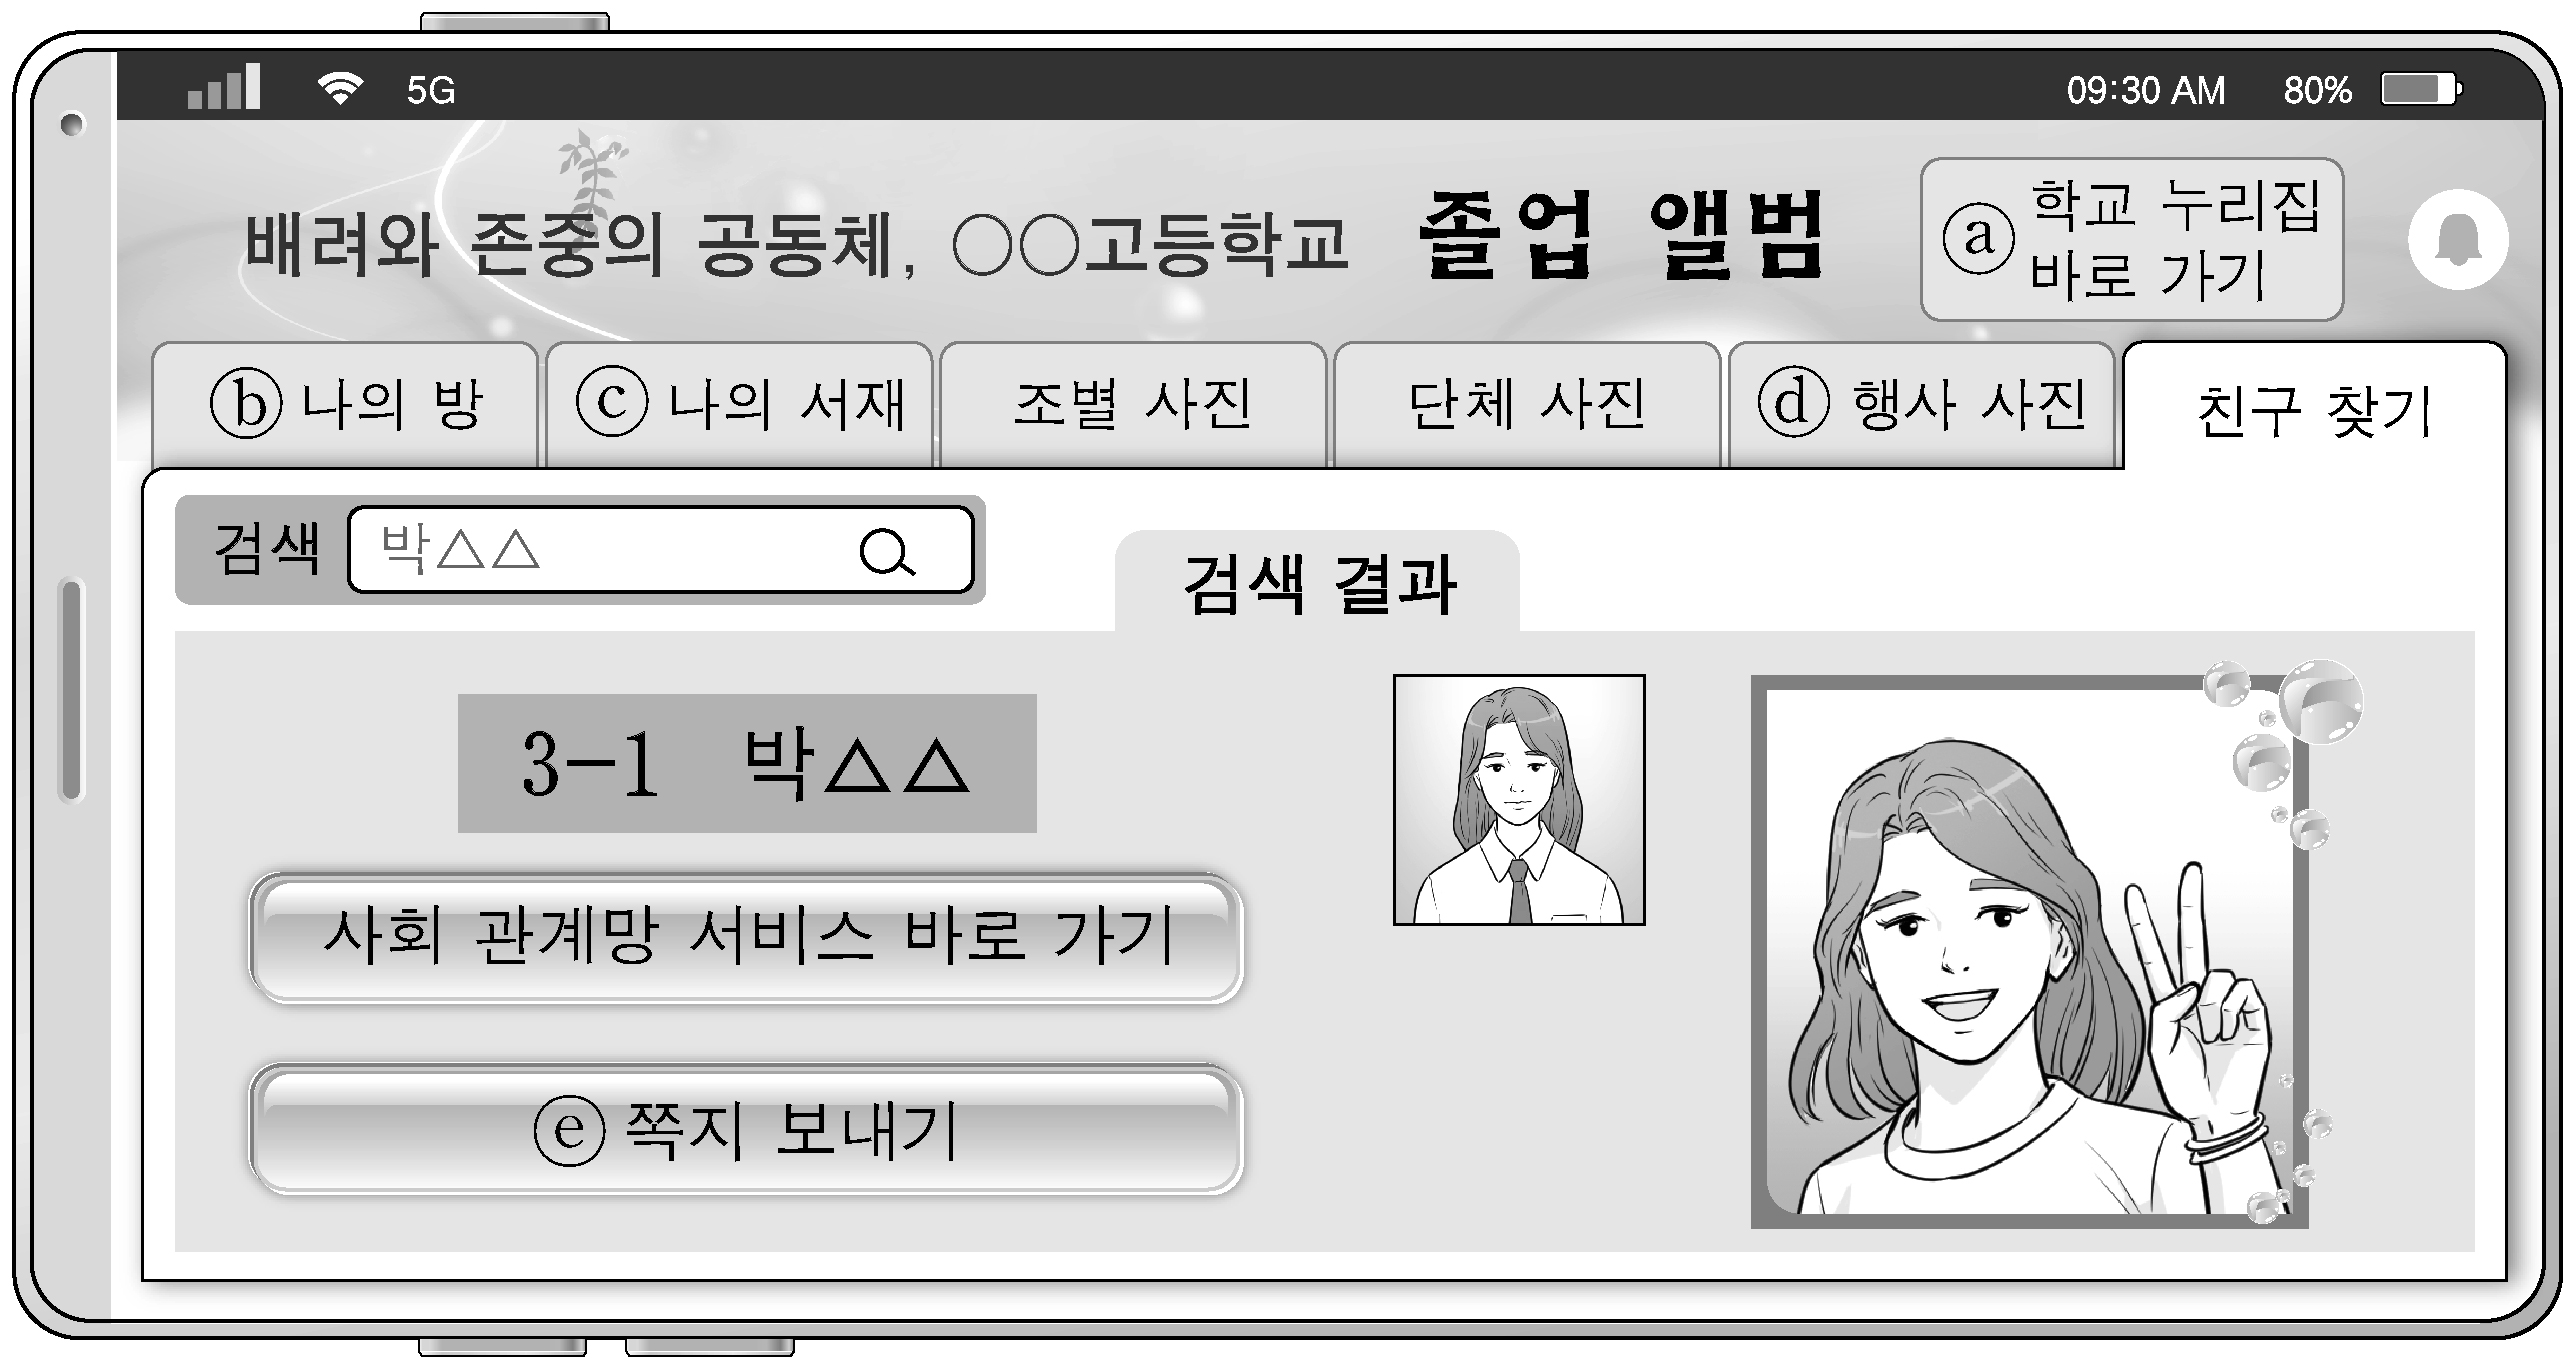 5G 09:30 AM 80%
배려와 존중의 공동체, ○○고등학교 졸업 앨범
ⓐ 학교 누리집
바로 가기
ⓑ 나의 방 ⓒ 나의 서재 조별 사진 단체 사진 ⓓ 행사 사진 친구 찾기
검색 박△△
검색 결과
3-1 박△△
사회 관계망 서비스 바로 가기
ⓔ 쪽지 보내기